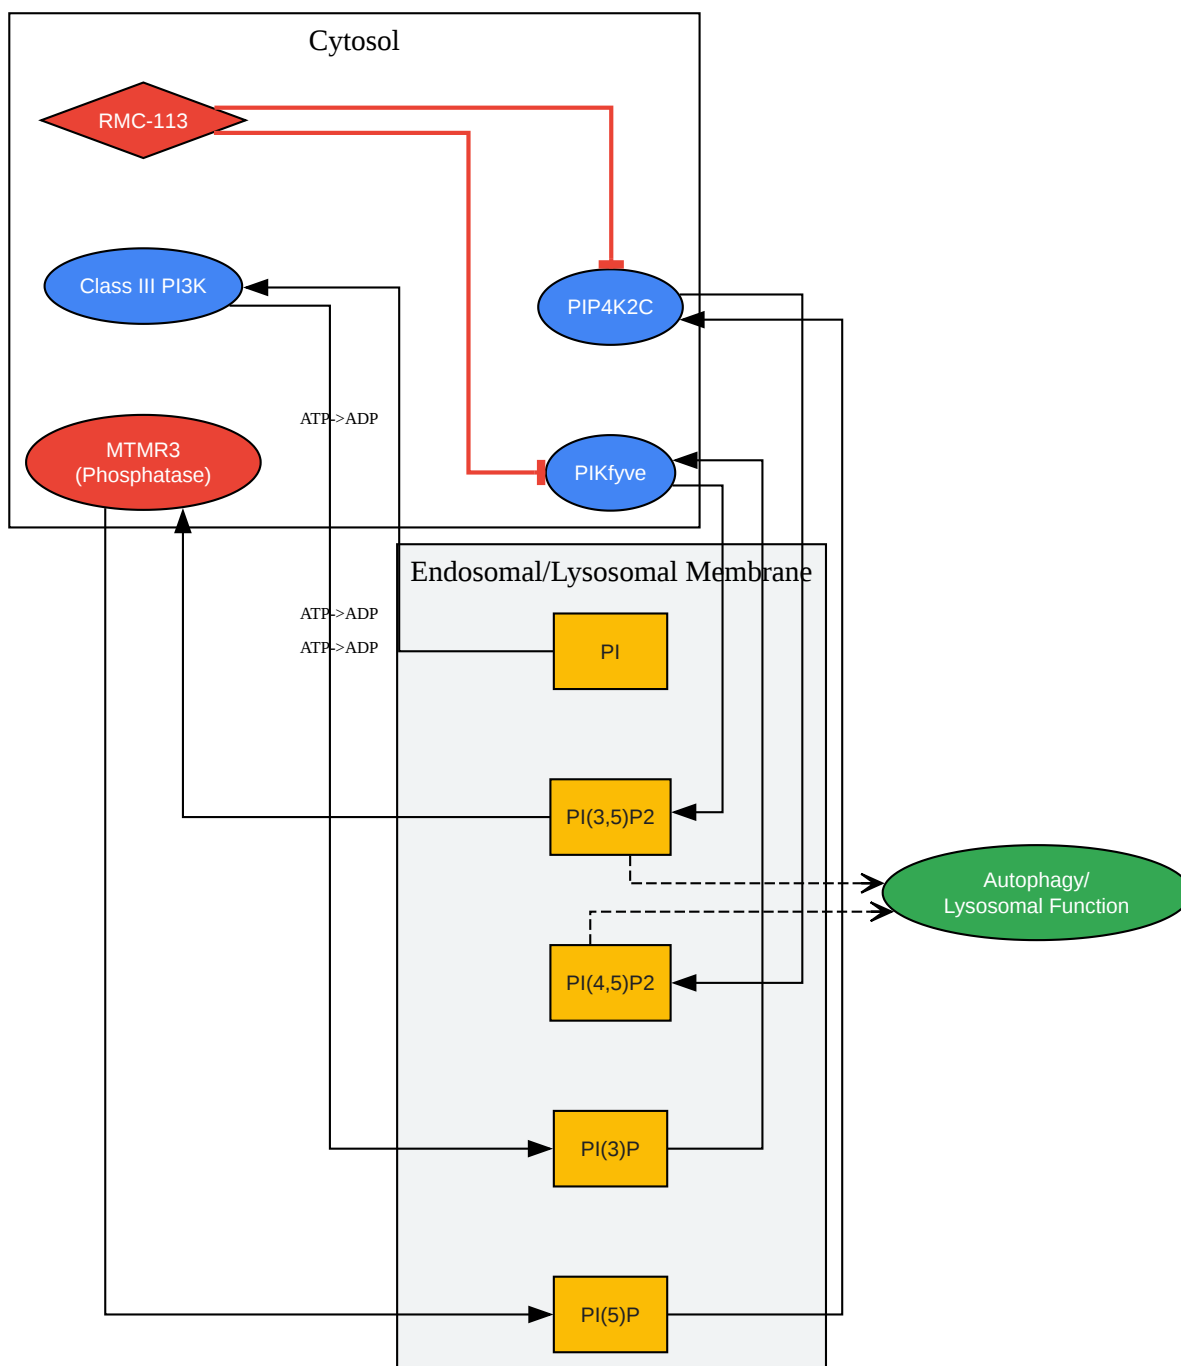 Cytosol
RMC-113
Class III PI3K
PIP4K2C
ATP->ADP
MTMR3
(Phosphatase)
PIKfyve
Endosomal/Lysosomal Membrane
ATP->ADP
ATP->ADP
PI
PI(3,5)P2
Autophagy/
Lysosomal Function
PI(4,5)P2
PI(3)P
PI(5)P